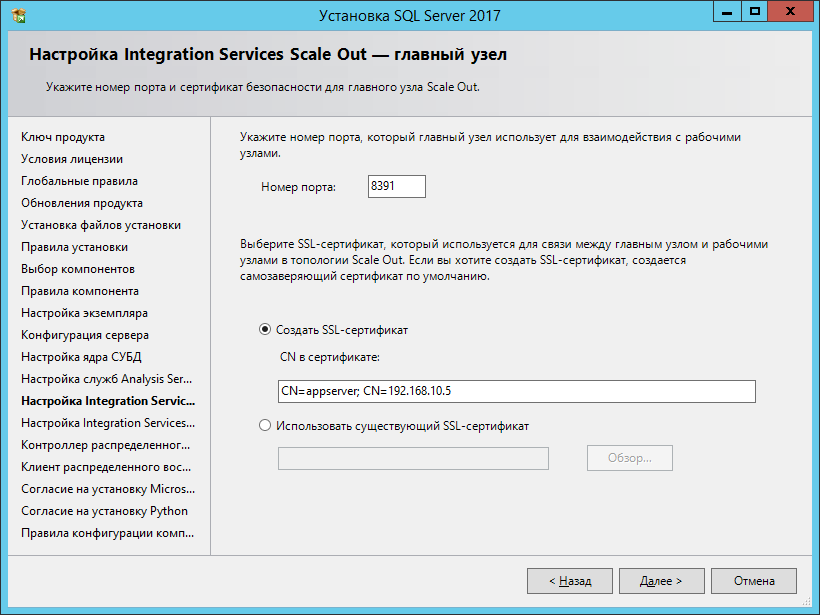 Установка SQL Server 2017
Настройка Integration Services Scale Out — главный узел
Укажите номер порта и сертификат безопасности для главного узла Scale Out.
Ключ продукта
Условия лицензии
Глобальные правила
Обновления продукта
Установка файлов установки
Правила установки
Выбор компонентов
Правила компонента
Настройка экземпляра
Конфигурация сервера
Настройка ядра СУБД
Настройка служб Analysis Ser...
Настройка Integration Servic...
Настройка Integration Services...
Контроллер распределенног...
Клиент распределенного вос...
Согласие на установку Micros...
Согласие на установку Python
Правила конфигурации комп...
Укажите номер порта, который главный узел использует для взаимодействия с рабочими
узлами.
Номер порта:
8391
Выберите SSL-сертификат, который используется для связи между главным узлом и рабочими
узлами в топологии Scale Out. Если вы хотите создать SSL-сертификат, создается
самозаверяющий сертификат по умолчанию.
Создать SSL-сертификат
CN в сертификате:
CN=appserver; CN=192.168.10.5
Использовать существующий SSL-сертификат
Обзор...
< Назад
Далее >
Отмена